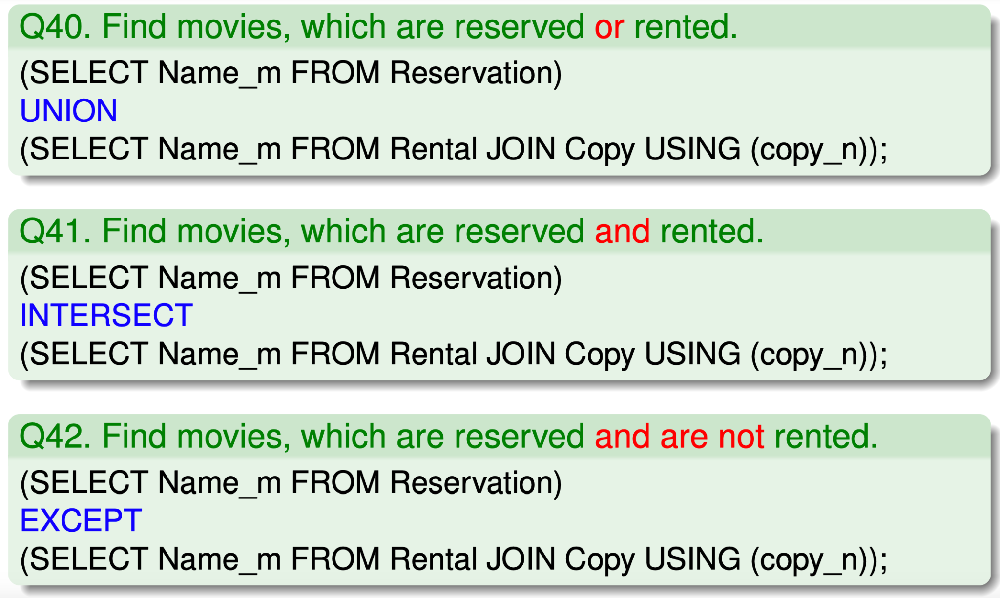 Q40. Find movies, which are reserved or rented.
(SELECT Name_m FROM Reservation)
UNION
(SELECT Name_m FROM Rental JOIN Copy USING (copy_n));
Q41. Find movies, which are reserved and rented.
(SELECT Name_m FROM Reservation)
INTERSECT
(SELECT Name_m FROM Rental JOIN Copy USING (copy_n));
Q42. Find movies, which are reserved and are not rented.
(SELECT Name_m FROM Reservation)
EXCEPT
(SELECT Name_m FROM Rental JOIN Copy USING (copy_n));